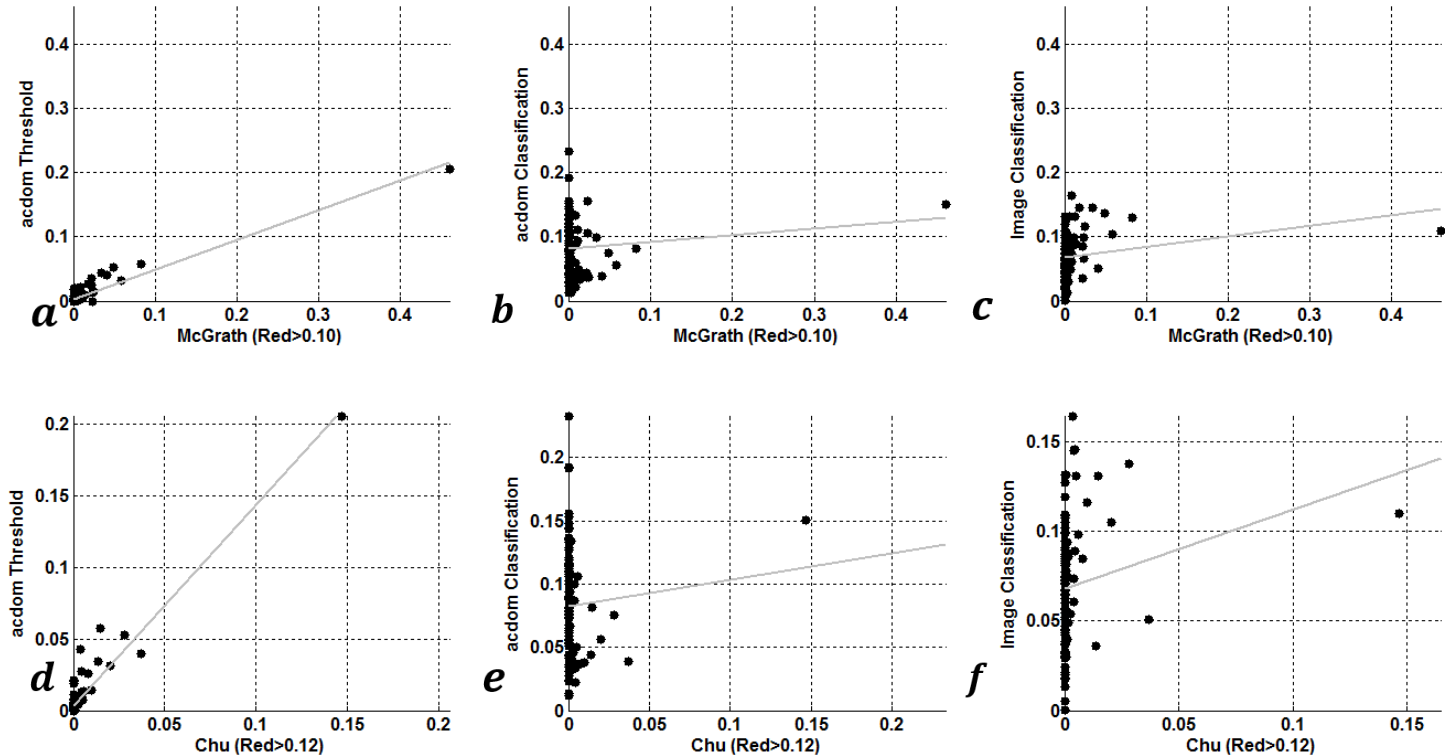 0.4
0.3
0.2
0.1
0
acdom Threshold
0 0.1 0.2 0.3 0.4
McGrath (Red>0.10)
a
0.4
0.3
0.2
0.1
0
acdom Classification
0 0.1 0.2 0.3 0.4
McGrath (Red>0.10)
b
0.4
0.3
0.2
0.1
0
Image Classification
0 0.1 0.2 0.3 0.4
McGrath (Red>0.10)
c
0.2
0.15
0.1
0.05
0
acdom Threshold
0 0.05 0.1 0.15 0.2
Chu (Red>0.12)
d
0.2
0.15
0.1
0.05
0
acdom Classification
0 0.05 0.1 0.15 0.2
Chu (Red>0.12)
e
0.15
0.1
0.05
0
Image Classification
0 0.05 0.1 0.15
Chu (Red>0.12)
f